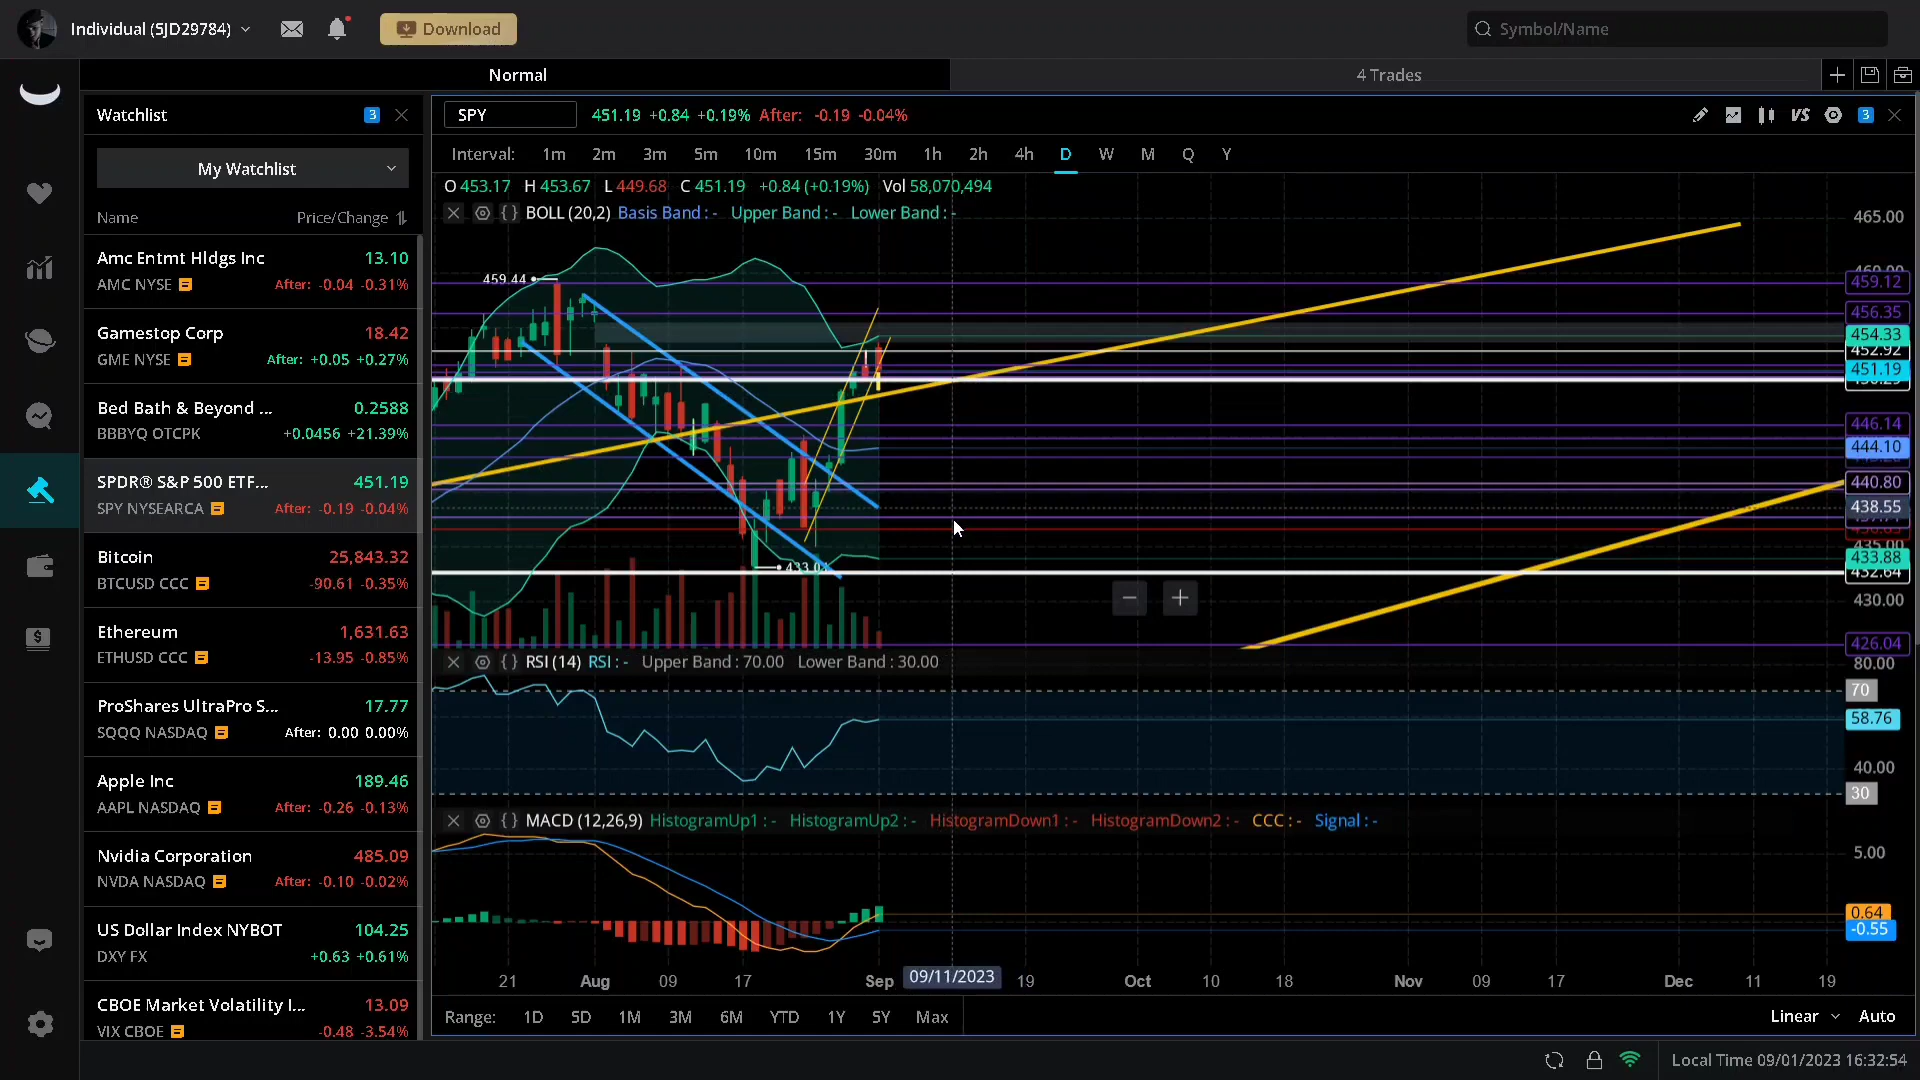 Individual (5JD29784)
Download
Symbol/Name
Normal
4 Trades
Watchlist
3
My Watchlist
Name
Price/Change
Amc Entmt Hldgs Inc 13.10
AMC NYSE After: -0.04 -0.31%
Gamestop Corp 18.42
GME NYSE After: +0.05 +0.27%
Bed Bath & Beyond ... 0.2588
BBBYQ OTCPK +0.0456 +21.39%
SPDR® S&P 500 ETF... 451.19
SPY NYSEARCA After: -0.19 -0.04%
Bitcoin 25,843.32
BTCUSD CCC -90.61 -0.35%
Ethereum 1,631.63
ETHUSD CCC -13.95 -0.85%
ProShares UltraPro S... 17.77
SQQQ NASDAQ After: 0.00 0.00%
Apple Inc 189.46
AAPL NASDAQ After: -0.26 -0.13%
Nvidia Corporation 485.09
NVDA NASDAQ After: -0.10 -0.02%
US Dollar Index NYBOT 104.25
DXY FX +0.63 +0.61%
CBOE Market Volatility I... 13.09
VIX CBOE -0.48 -3.54%
SPY 451.19 +0.84 +0.19% After: -0.19 -0.04%
VS
3
Interval: 1m 2m 3m 5m 10m 15m 30m 1h 2h 4h D W M Q Y
O 453.17 H 453.67 L 449.68 C 451.19 +0.84 (+0.19%) Vol 58,070,494
BOLL (20,2) Basis Band : - Upper Band : - Lower Band : -
459.44
465.00
459.12
456.35
454.33
452.92
451.19
446.14
444.10
440.80
438.55
435.00
433.88
432.64
430.00
426.04
RSI (14) RSI : - Upper Band : 70.00 Lower Band : 30.00
80.00
70
58.76
40.00
30
MACD (12,26,9) HistogramUp1 : - HistogramUp2 : - HistogramDown1 : - HistogramDown2 : - CCC : - Signal : -
5.00
0.64
-0.55
21 Aug 09 17 Sep 09/11/2023 19 Oct 10 18 Nov 09 17 Dec 11 19
Range: 1D 5D 1M 3M 6M YTD 1Y 5Y Max
Linear
Auto
Local Time 09/01/2023 16:32:54